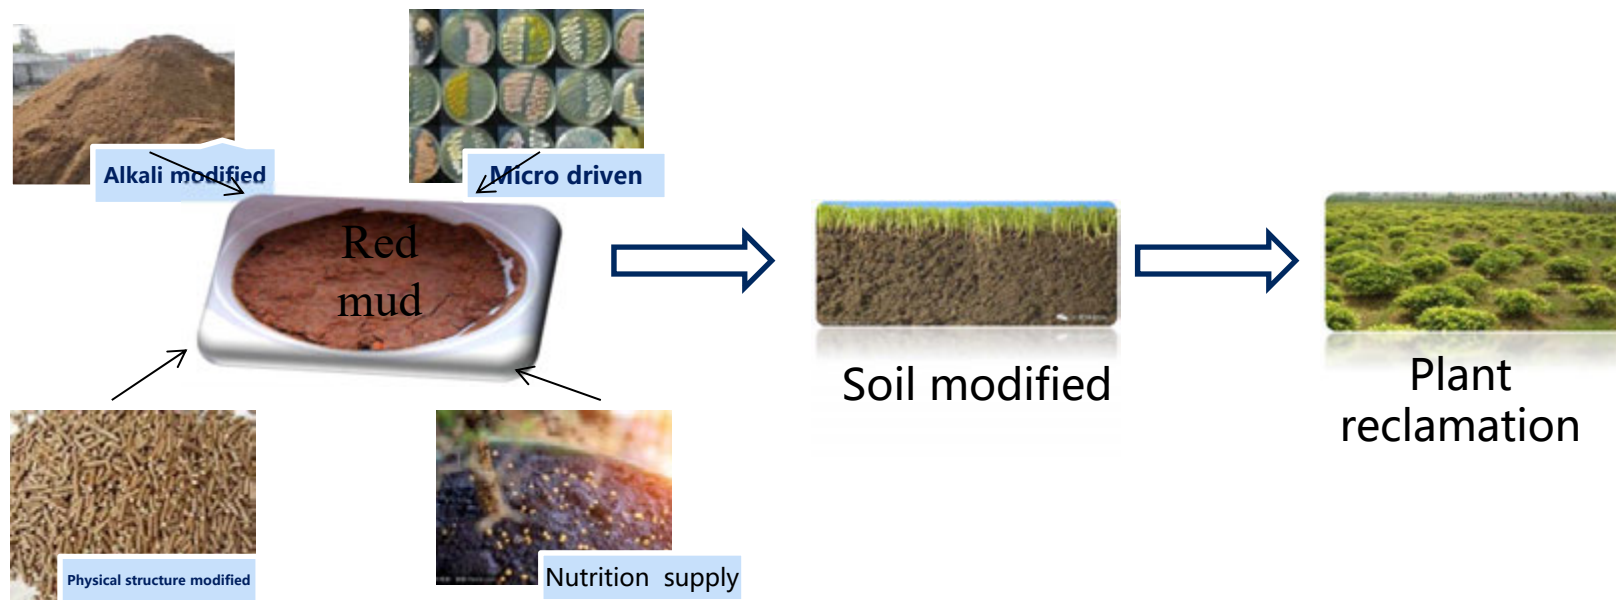 Alkali modified
Micro driven
Red
mud
Soil modified
Plant
reclamation
Physical structure modified
Nutrition supply